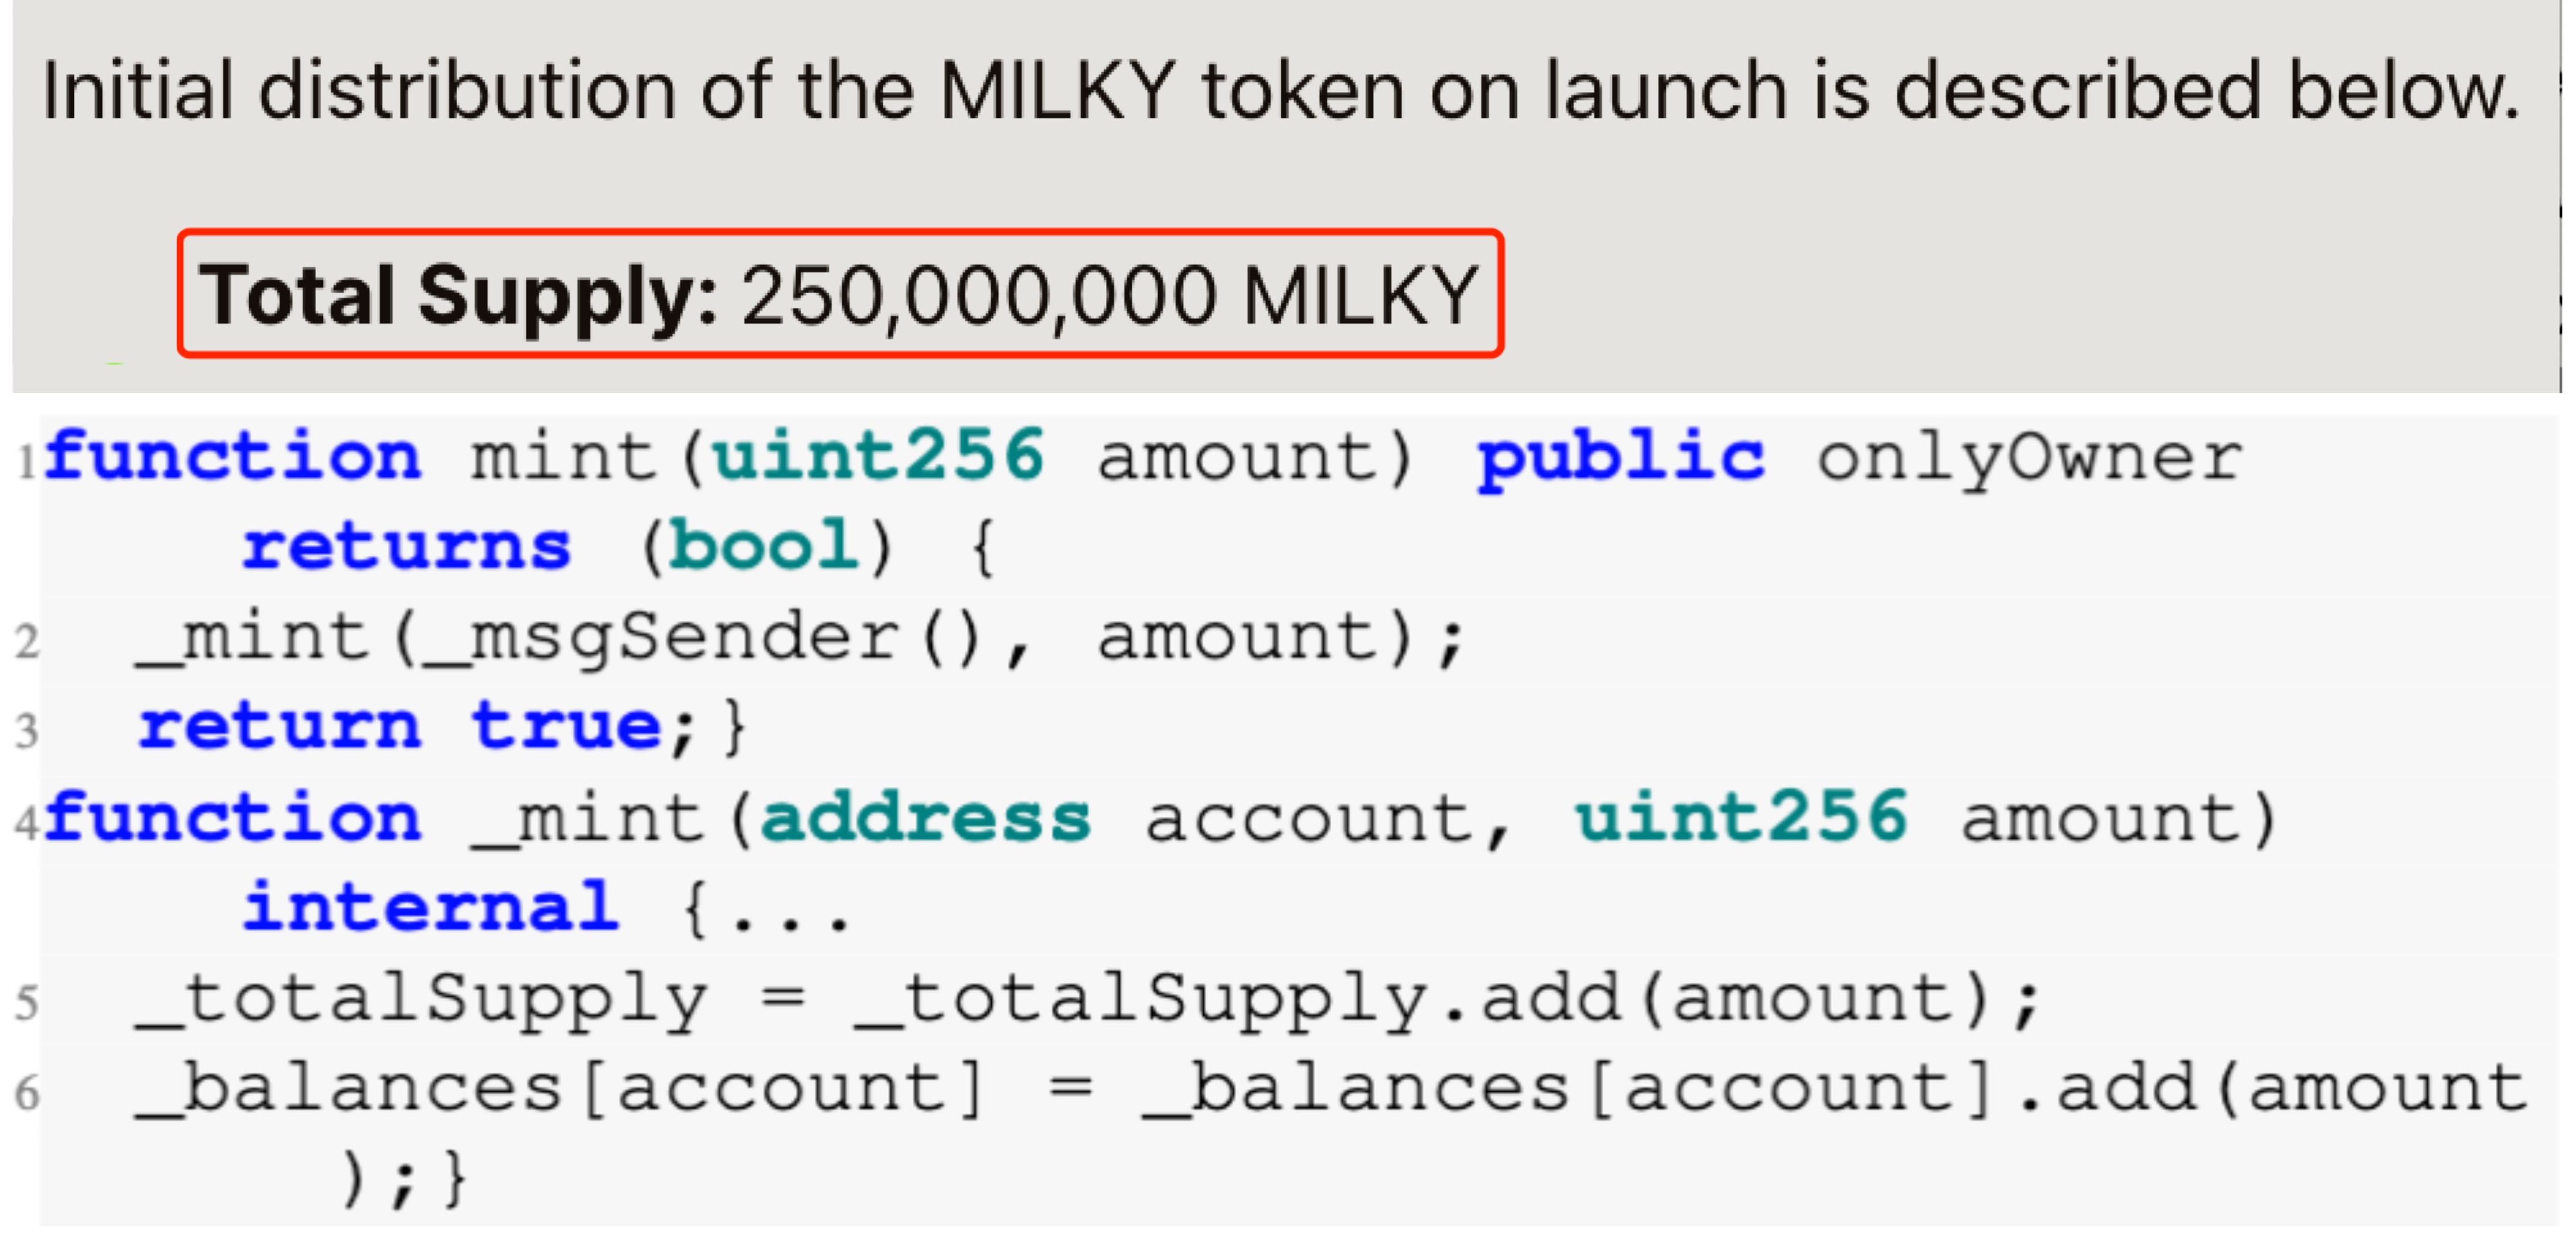 Initial distribution of the MILKY token on launch is described below.
Total Supply: 250,000,000 MILKY
1 function mint(uint256 amount) public onlyOwner
returns (bool) {
2 _mint(_msgSender(), amount);
3 return true;}
4 function _mint(address account, uint256 amount)
internal {...
5 _totalSupply = _totalSupply.add(amount);
6 _balances[account] = _balances[account].add(amount
);}